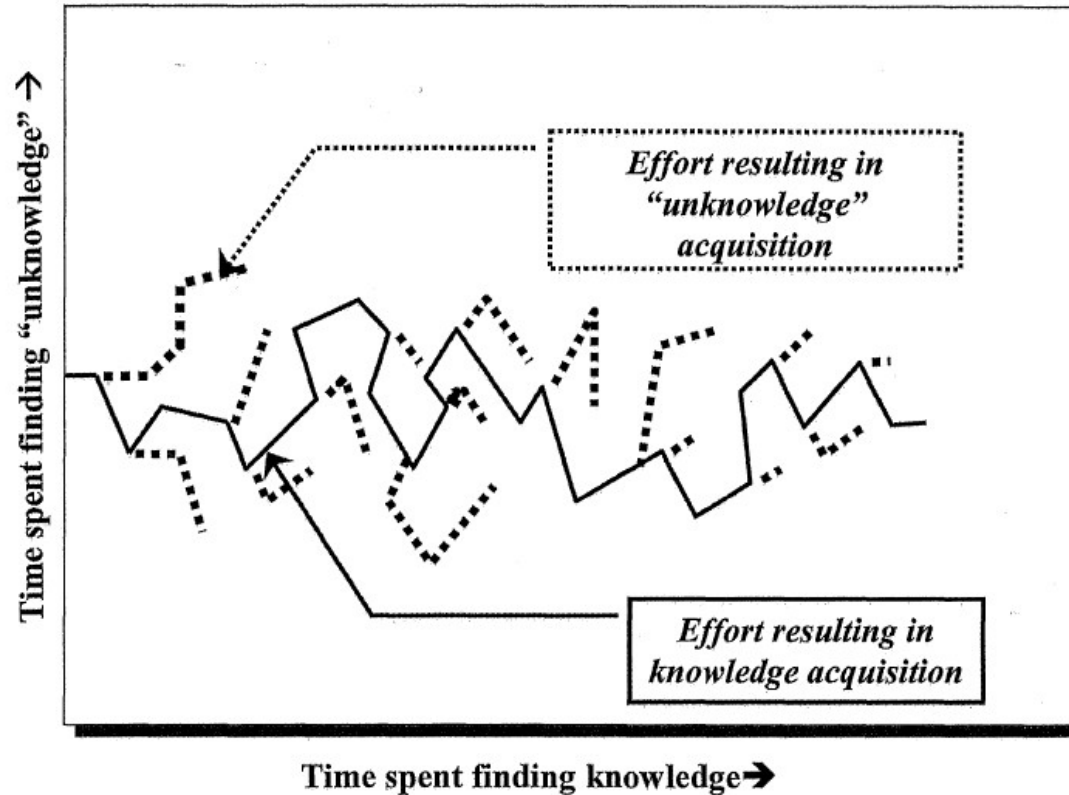 Time spent finding “unknowledge” →
Effort resulting in
“unknowledge”
acquisition
Effort resulting in
knowledge acquisition
Time spent finding knowledge→